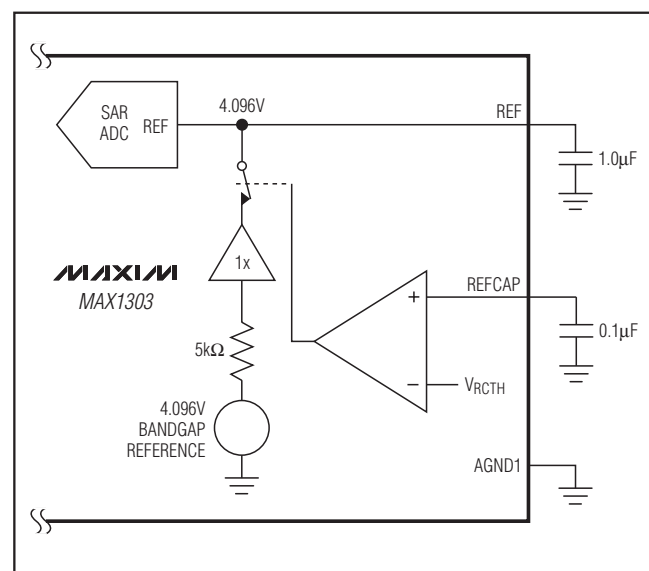 4.096V
REF
SAR
ADC
REF
1.0µF
1x
MAXIM
MAX1303
REFCAP
+
0.1µF
5kΩ
−
VRCTH
4.096V
BANDGAP
REFERENCE
AGND1